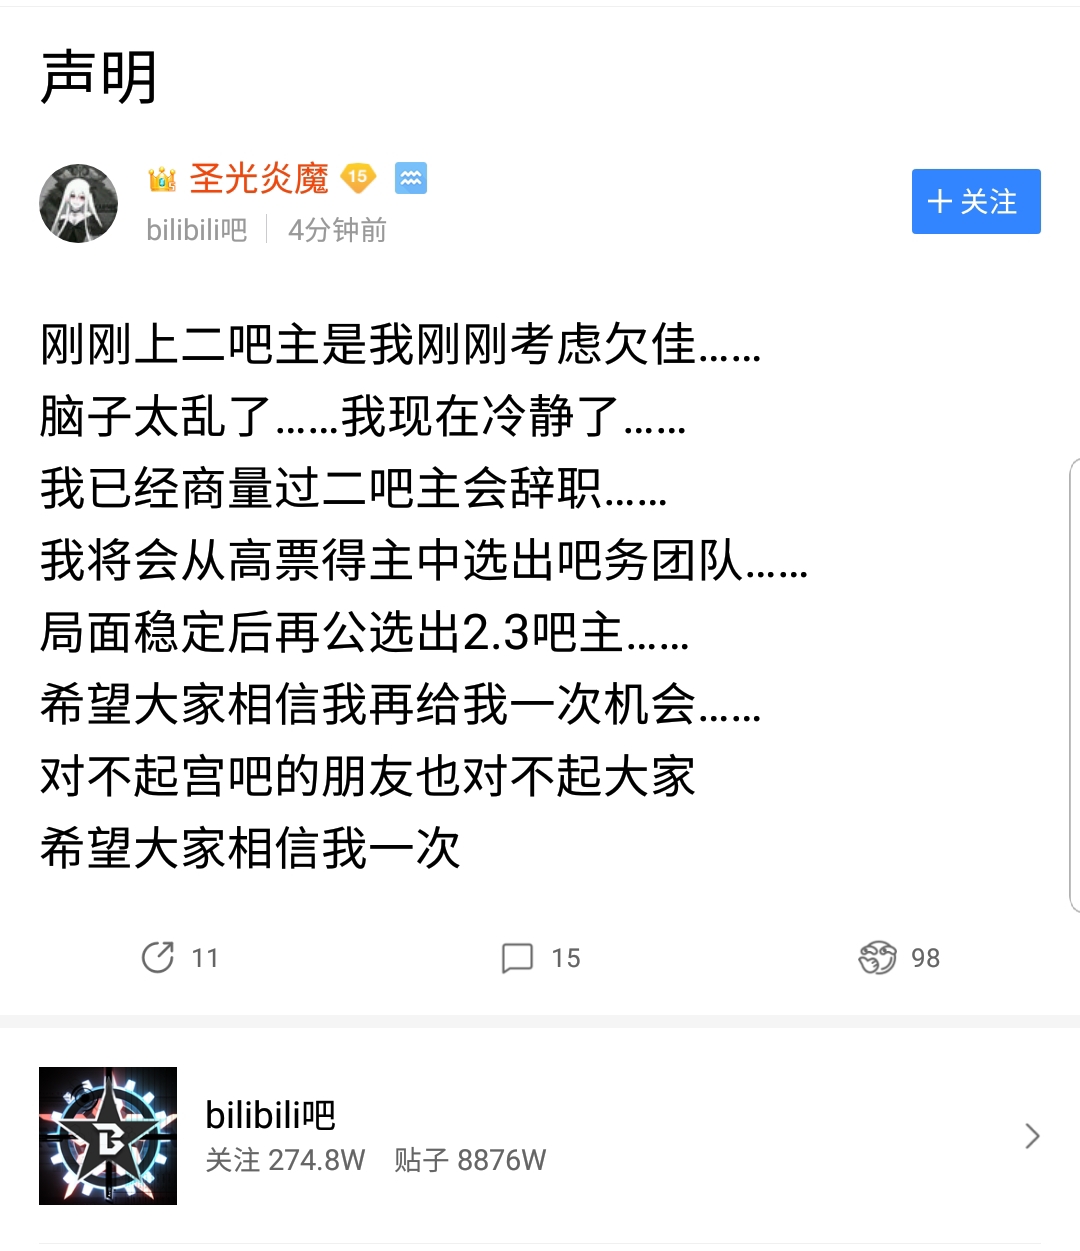 声明
圣光炎魔 15
bilibili吧 4分钟前
+ 关注
刚刚上二吧主是我刚刚考虑欠佳......
脑子太乱了......我现在冷静了......
我已经商量过二吧主会辞职......
我将会从高票得主中选出吧务团队......
局面稳定后再公选出2.3吧主......
希望大家相信我再给我一次机会......
对不起宫吧的朋友也对不起大家
希望大家相信我一次
11 15 98
B
bilibili吧
关注 274.8W 贴子 8876W